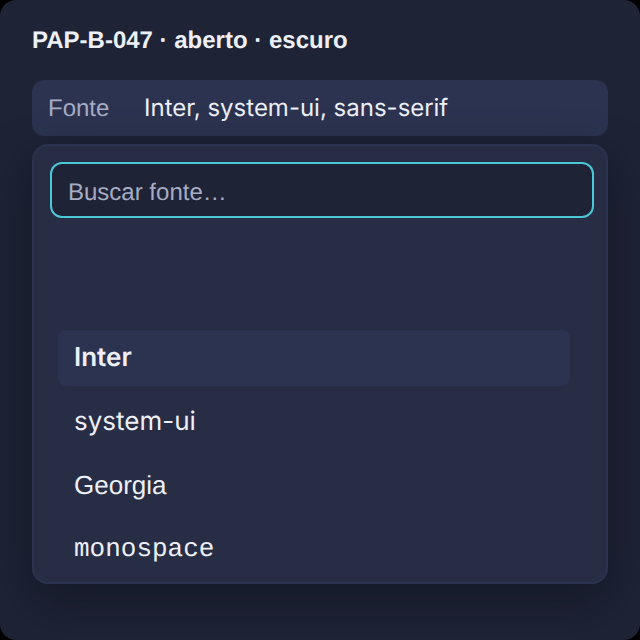 PAP-B-047 · aberto · escuro
Fonte Inter, system-ui, sans-serif
Buscar fonte…
Inter
system-ui
Georgia
monospace